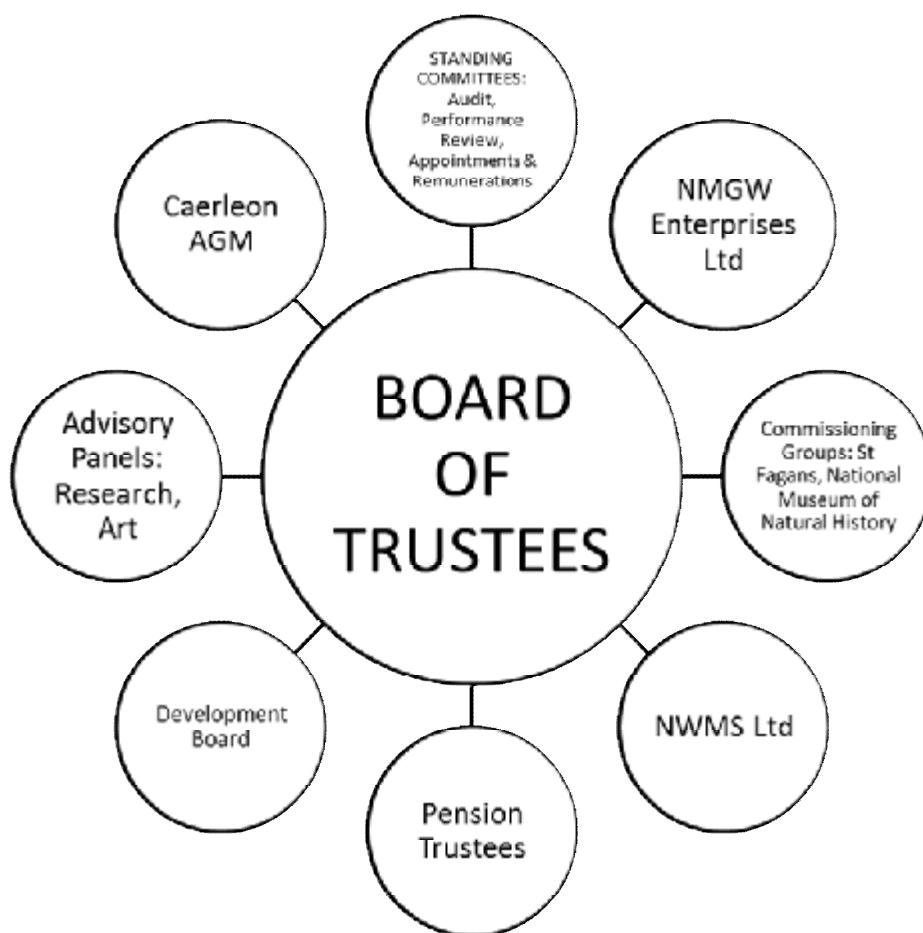 STANDING
COMMITTEES:
Audit,
Performance
Review,
Appointments &
Remunerations
NMGW
Enterprises
Ltd
Commissioning
Groups: St
Fagans, National
Museum of
Natural History
NWMS Ltd
Pension
Trustees
Development
Board
Advisory
Panels:
Research,
Art
Caerleon
AGM
BOARD
OF
TRUSTEES